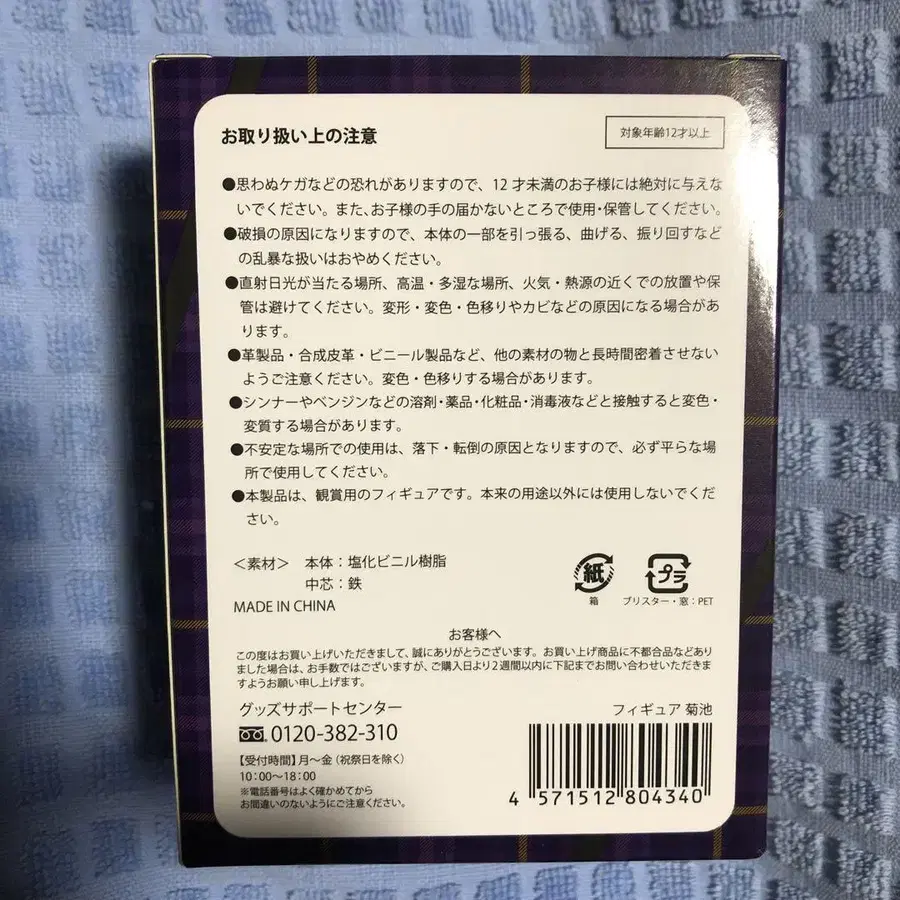 お取り扱い上の注意
対象年齢12才以上
●思わぬケガなどの恐れがありますので、12才未満のお子様には絶対に与えな
いでください。また、お子様の手の届かないところで使用・保管してください。
●破損の原因になりますので、本体の一部を引っ張る、曲げる、振り回すなど
の乱暴な扱いはおやめください。
●直射日光が当たる場所、高温・多湿な場所、火気・熱源の近くでの放置や保
管は避けてください。変形・変色・色移りやカビなどの原因になる場合があ
ります。
●革製品・合成皮革・ビニール製品など、他の素材の物と長時間密着させない
ようご注意ください。変色・色移りする場合があります。
●シンナーやベンジンなどの溶剤・薬品・化粧品・消毒液などと接触すると変色・
変質する場合があります。
●不安定な場所での使用は、落下・転倒の原因となりますので、必ず平らな場
所で使用してください。
●本製品は、観賞用のフィギュアです。本来の用途以外には使用しないでくだ
さい。
＜素材＞ 本体：塩化ビニル樹脂
中芯：鉄
MADE IN CHINA
紙
箱
プラ
ブリスター・窓：PET
お客様へ
この度はお買い上げいただきまして、誠にありがとうございます。お買い上げ商品に不都合品などあり
ました場合は、お手数ではございますが、ご購入日より2週間以内に下記までお問い合わせいただきま
すようお願い申し上げます。
グッズサポートセンター
0120-382-310
【受付時間】月〜金（祝祭日を除く）
10：00〜18：00
※電話番号はよく確かめてから
お間違いのないようにご注意ください。
フィギュア 菊池
4 571512 804340